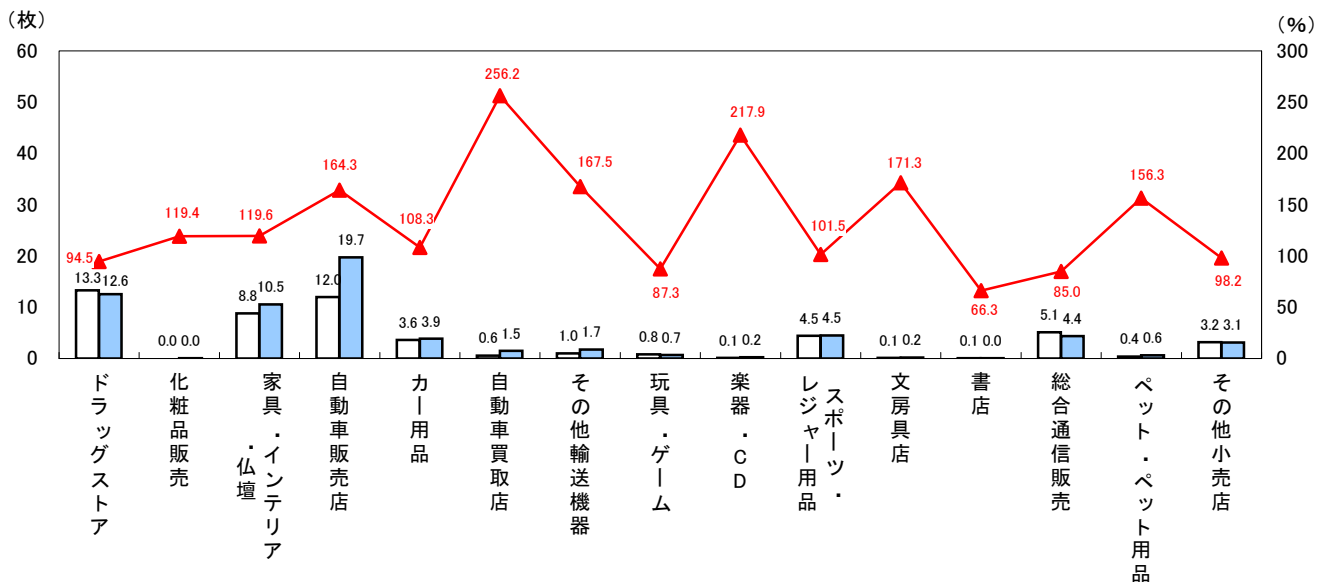 （枚）
（%）
60
50
40
30
20
10
0
300
250
200
150
100
50
0
94.5
119.4
119.6
164.3
108.3
256.2
167.5
87.3
217.9
101.5
171.3
66.3
85.0
156.3
98.2
13.3 12.6
0.0 0.0
8.8 10.5
12.0 19.7
3.6 3.9
0.6 1.5
1.0 1.7
0.8 0.7
0.1 0.2
4.5 4.5
0.1 0.2
0.1 0.0
5.1 4.4
0.4 0.6
3.2 3.1
ドラッグストア
化粧品販売
家具・インテリア
・仏壇
自動車販売店
カー用品
自動車買取店
その他輸送機器
玩具・ゲーム
楽器・CD
スポーツ・
レジャー用品
文房具店
書店
総合通信販売
ペット・ペット用品
その他小売店